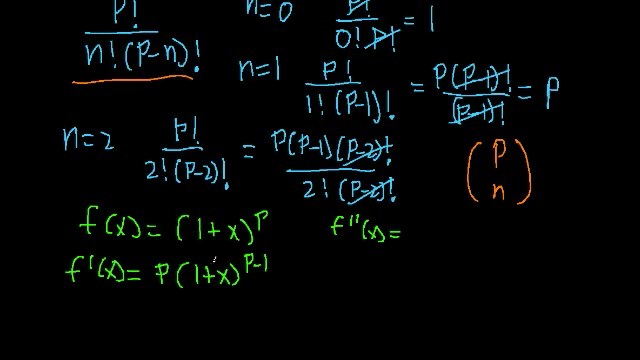 P! / n!(P-n)!
n=0 P! / 0! P! = 1
n=1 P! / 1!(P-1)! = P(P-1)! / (P-1)! = P
n=2 P! / 2!(P-2)! = P(P-1)(P-2)! / 2!(P-2)!
(P n)
f(x) = (1+x)^P f''(x) =
f'(x) = P(1+x)^P-1